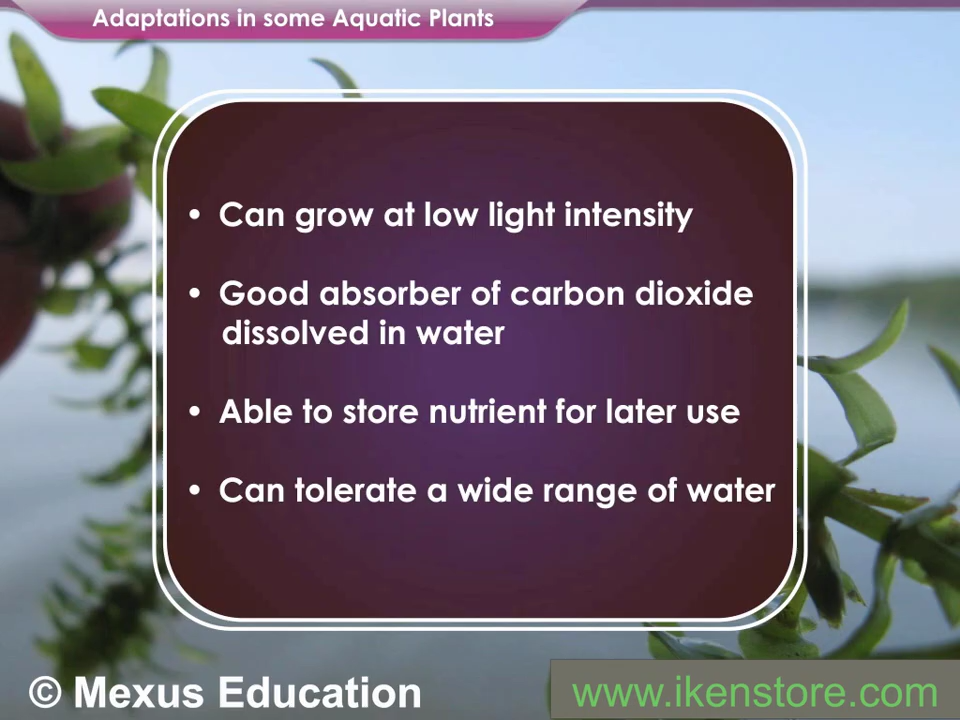 Adaptations in some Aquatic Plants
• Can grow at low light intensity
• Good absorber of carbon dioxide
dissolved in water
• Able to store nutrient for later use
• Can tolerate a wide range of water
© Mexus Education
www.ikenstore.com